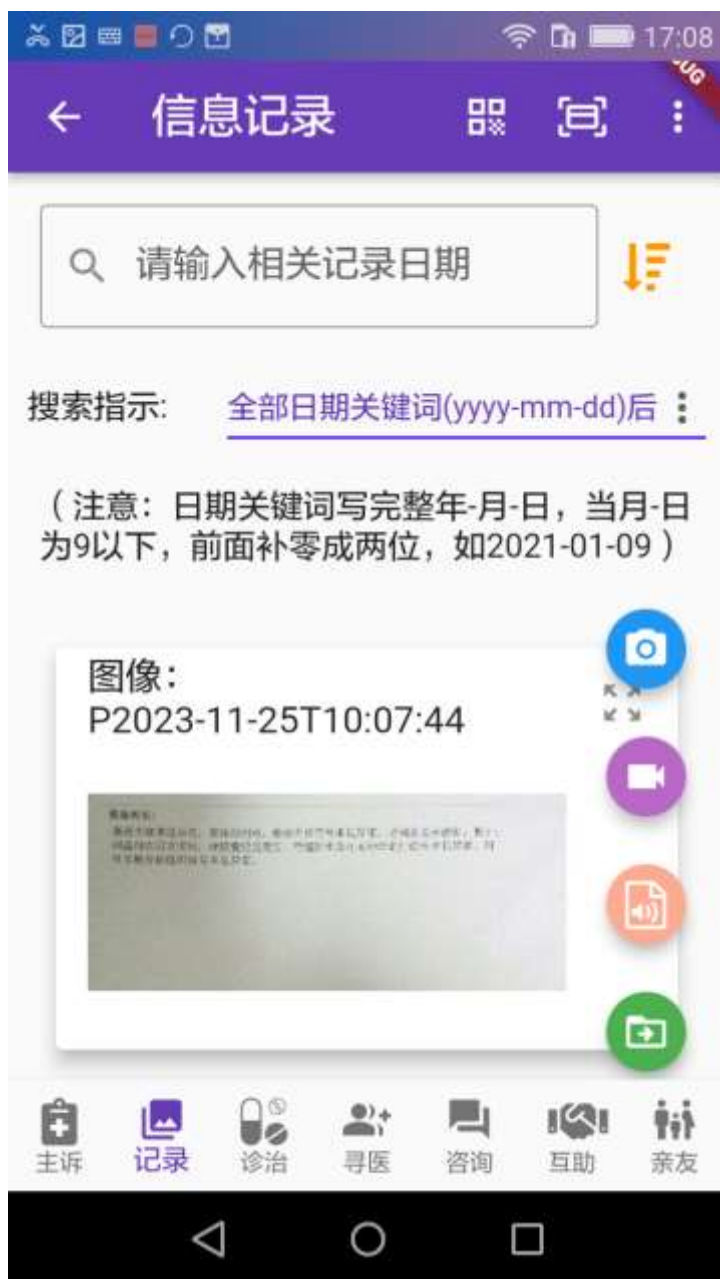 17:08
UG
信息记录
请输入相关记录日期
搜索指示:
全部日期关键词(yyyy-mm-dd)后
（注意：日期关键词写完整年-月-日，当月-日
为9以下，前面补零成两位，如2021-01-09）
图像：
P2023-11-25T10:07:44
主诉
记录
诊治
寻医
咨询
互助
亲友